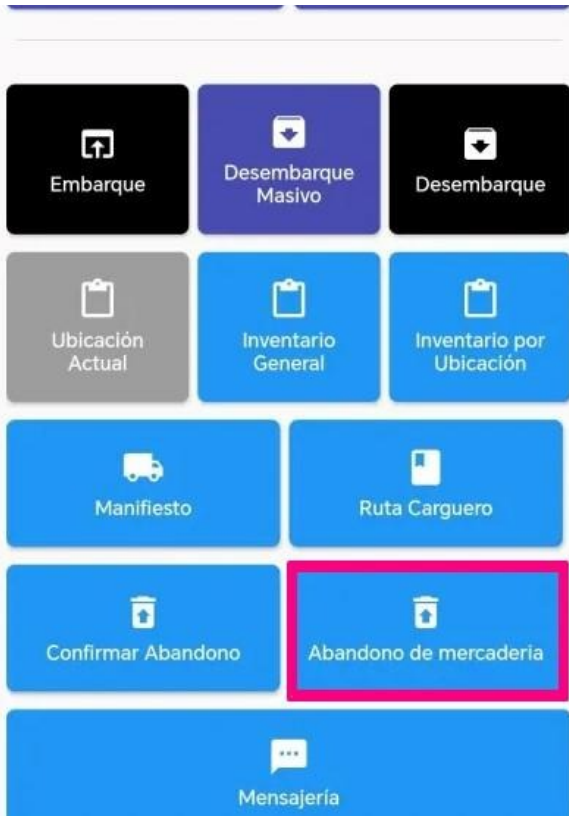 Embarque
Desembarque
Masivo
Desembarque
Ubicación
Actual
Inventario
General
Inventario por
Ubicación
Manifiesto
Ruta Carguero
Confirmar Abandono
Abandono de mercaderia
Mensajería